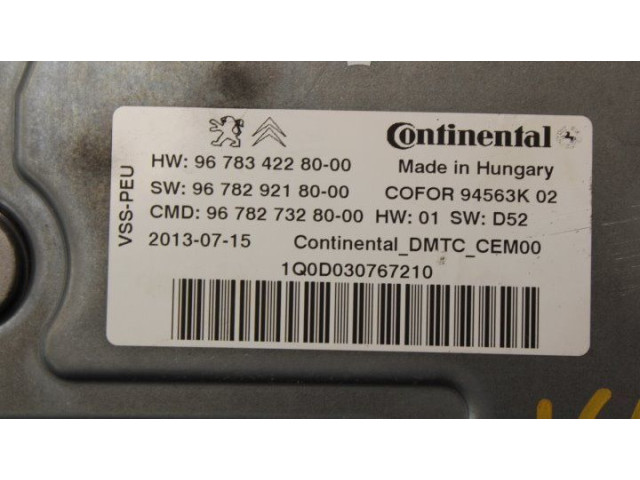 VSS-PEU
Continental
HW: 96 783 422 80-00 Made in Hungary
SW: 96 782 921 80-00 COFOR 94563K 02
CMD: 96 782 732 80-00 HW: 01 SW: D52
2013-07-15 Continental_DMTC_CEM00
1Q0D030767210